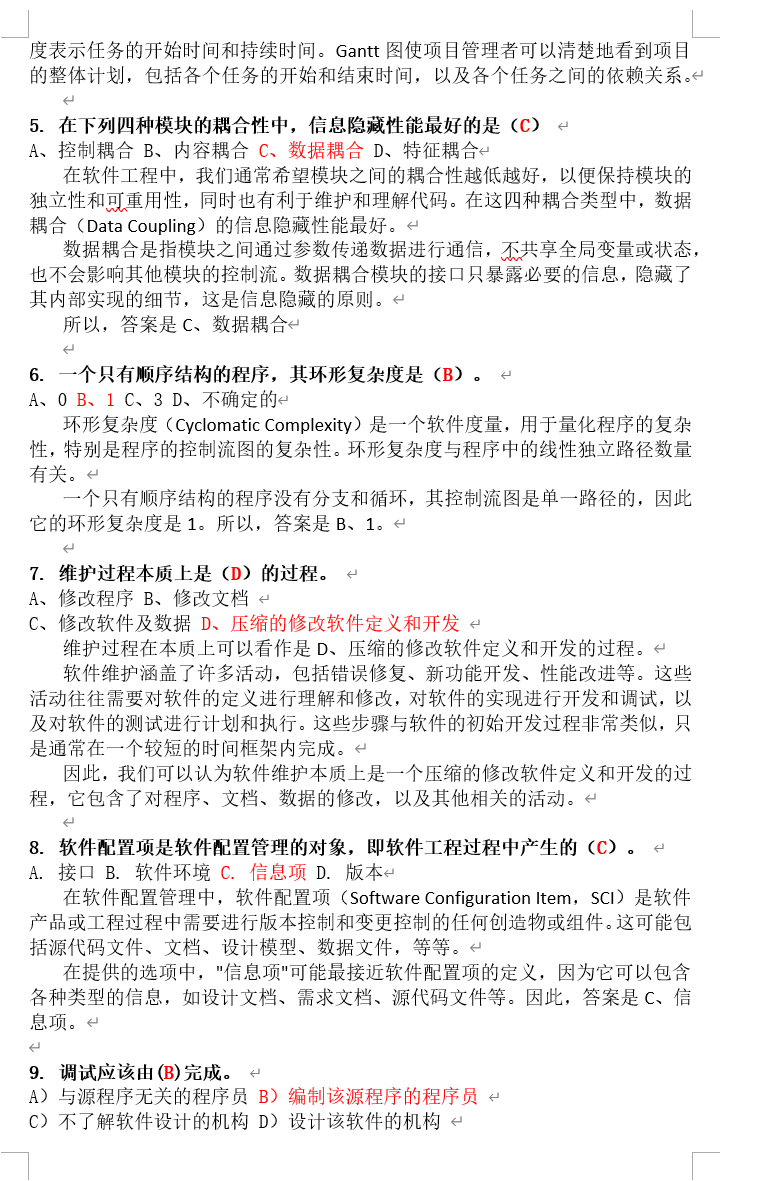 度表示任务的开始时间和持续时间。Gantt 图使项目管理者可以清楚地看到项目
的整体计划，包括各个任务的开始和结束时间，以及各个任务之间的依赖关系。
5. 在下列四种模块的耦合性中，信息隐藏性能最好的是（C）
A、控制耦合 B、内容耦合 C、数据耦合 D、特征耦合
在软件工程中，我们通常希望模块之间的耦合性越低越好，以便保持模块的
独立性和可重用性，同时也有利于维护和理解代码。在这四种耦合类型中，数据
耦合（Data Coupling）的信息隐藏性能最好。
数据耦合是指模块之间通过参数传递数据进行通信，不共享全局变量或状态，
也不会影响其他模块的控制流。数据耦合模块的接口只暴露必要的信息，隐藏了
其内部实现的细节，这是信息隐藏的原则。
所以，答案是 C、数据耦合
6. 一个只有顺序结构的程序，其环形复杂度是（B）。
A、0 B、1 C、3 D、不确定的
环形复杂度（Cyclomatic Complexity）是一个软件度量，用于量化程序的复杂
性，特别是程序的控制流图的复杂性。环形复杂度与程序中的线性独立路径数量
有关。
一个只有顺序结构的程序没有分支和循环，其控制流图是单一路径的，因此
它的环形复杂度是 1。所以，答案是 B、1。
7. 维护过程本质上是（D）的过程。
A、修改程序 B、修改文档
C、修改软件及数据 D、压缩的修改软件定义和开发
维护过程在本质上可以看作是 D、压缩的修改软件定义和开发的过程。
软件维护涵盖了许多活动，包括错误修复、新功能开发、性能改进等。这些
活动往往需要对软件的定义进行理解和修改，对软件的实现进行开发和调试，以
及对软件的测试进行计划和执行。这些步骤与软件的初始开发过程非常类似，只
是通常在一个较短的时间框架内完成。
因此，我们可以认为软件维护本质上是一个压缩的修改软件定义和开发的过
程，它包含了对程序、文档、数据的修改，以及其他相关的活动。
8. 软件配置项是软件配置管理的对象，即软件工程过程中产生的（C）。
A. 接口 B. 软件环境 C. 信息项 D. 版本
在软件配置管理中，软件配置项（Software Configuration Item，SCI）是软件
产品或工程过程中需要进行版本控制和变更控制的任何创造物或组件。这可能包
括源代码文件、文档、设计模型、数据文件，等等。
在提供的选项中，"信息项"可能最接近软件配置项的定义，因为它可以包含
各种类型的信息，如设计文档、需求文档、源代码文件等。因此，答案是 C、信
息项。
9. 调试应该由(B)完成。
A）与源程序无关的程序员 B）编制该源程序的程序员
C）不了解软件设计的机构 D）设计该软件的机构